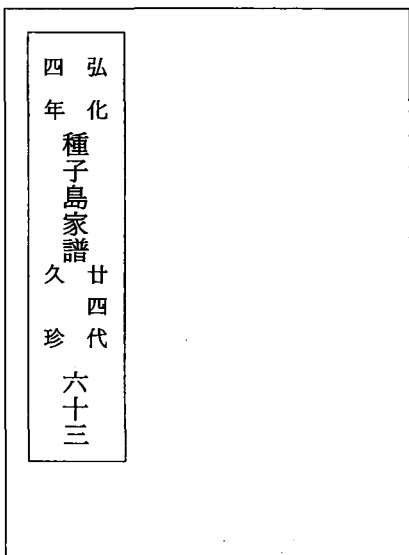 弘化
四年
種子島家譜
廿四代
久珍
六十三